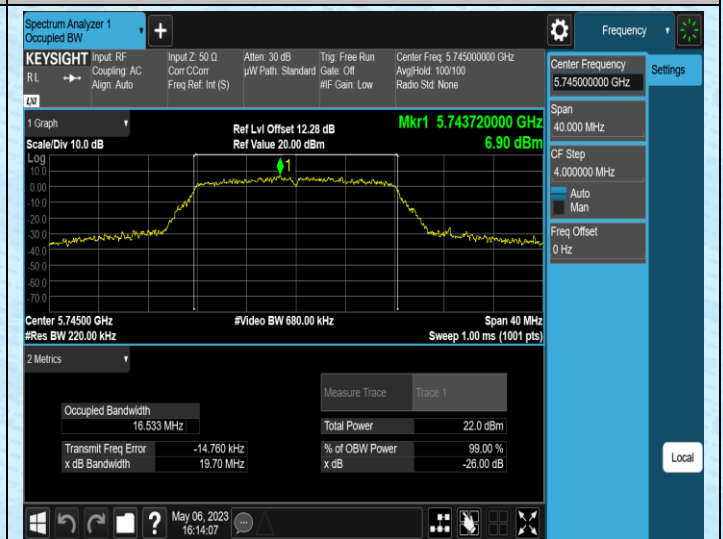 Spectrum Analyzer 1
Occupied BW
+
Frequency
KEYSIGHT
RL
LXI
Input: RF
Coupling: AC
Align: Auto
Input Z: 50 Ω
Corr CCorr
Freq Ref: Int (S)
Atten: 30 dB
µW Path: Standard
Trig: Free Run
Gate: Off
#IF Gain: Low
Center Freq: 5.745000000 GHz
Avg|Hold: 100/100
Radio Std: None
Center Frequency
5.745000000 GHz
Settings
Span
40.000 MHz
CF Step
4.000000 MHz
Auto
Man
Freq Offset
0 Hz
1 Graph
Scale/Div 10.0 dB
Ref Lvl Offset 12.28 dB
Ref Value 20.00 dBm
Mkr1 5.743720000 GHz
6.90 dBm
Log
10.0
0.00
-10.0
-20.0
-30.0
-40.0
-50.0
-60.0
-70.0
1
Center 5.74500 GHz
#Res BW 220.00 kHz
#Video BW 680.00 kHz
Span 40 MHz
Sweep 1.00 ms (1001 pts)
2 Metrics
Measure Trace Trace 1
Occupied Bandwidth
16.533 MHz
Total Power 22.0 dBm
Transmit Freq Error -14.760 kHz
% of OBW Power 99.00 %
x dB Bandwidth 19.70 MHz
x dB -26.00 dB
Local
?
May 06, 2023
16:14:07